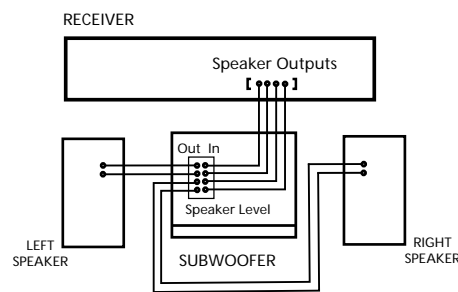 RECEIVER
Speaker Outputs
Out In
Speaker Level
LEFT
SPEAKER
SUBWOOFER
RIGHT
SPEAKER